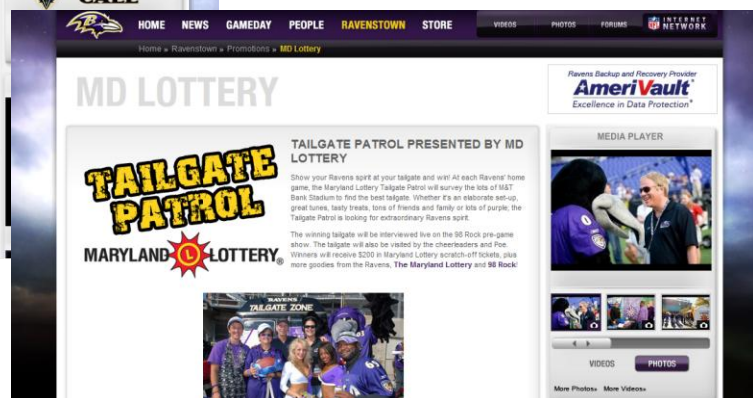 CALL
HOME NEWS GAMEDAY PEOPLE RAVENSTOWN STORE VIDEOS PHOTOS FORUMS NFL INTERNET NETWORK
Home » Ravenstown » Promotions » MD Lottery
MD LOTTERY
Ravens Backup and Recovery Provider
AmeriVault
Excellence in Data Protection
MEDIA PLAYER
TAILGATE PATROL
MARYLAND LOTTERY®
TAILGATE PATROL PRESENTED BY MD
LOTTERY
Show your Ravens spirit at your tailgate and win! At each Ravens' home
game, the Maryland Lottery Tailgate Patrol will survey the lots of M&T
Bank Stadium to find the best tailgate. Whether it's an elaborate set-up,
great tunes, tasty treats, tons of friends and family or lots of purple; the
Tailgate Patrol is looking for extraordinary Ravens spirit.
The winning tailgate will be interviewed live on the 98 Rock pre-game
show. The tailgate will also be visited by the cheerleaders and Poe.
Winners will receive $200 in Maryland Lottery scratch-off tickets, plus
more goodies from the Ravens, The Maryland Lottery and 98 Rock!
RAVENS
TAILGATE ZONE
VIDEOS PHOTOS
More Photos» More Videos»